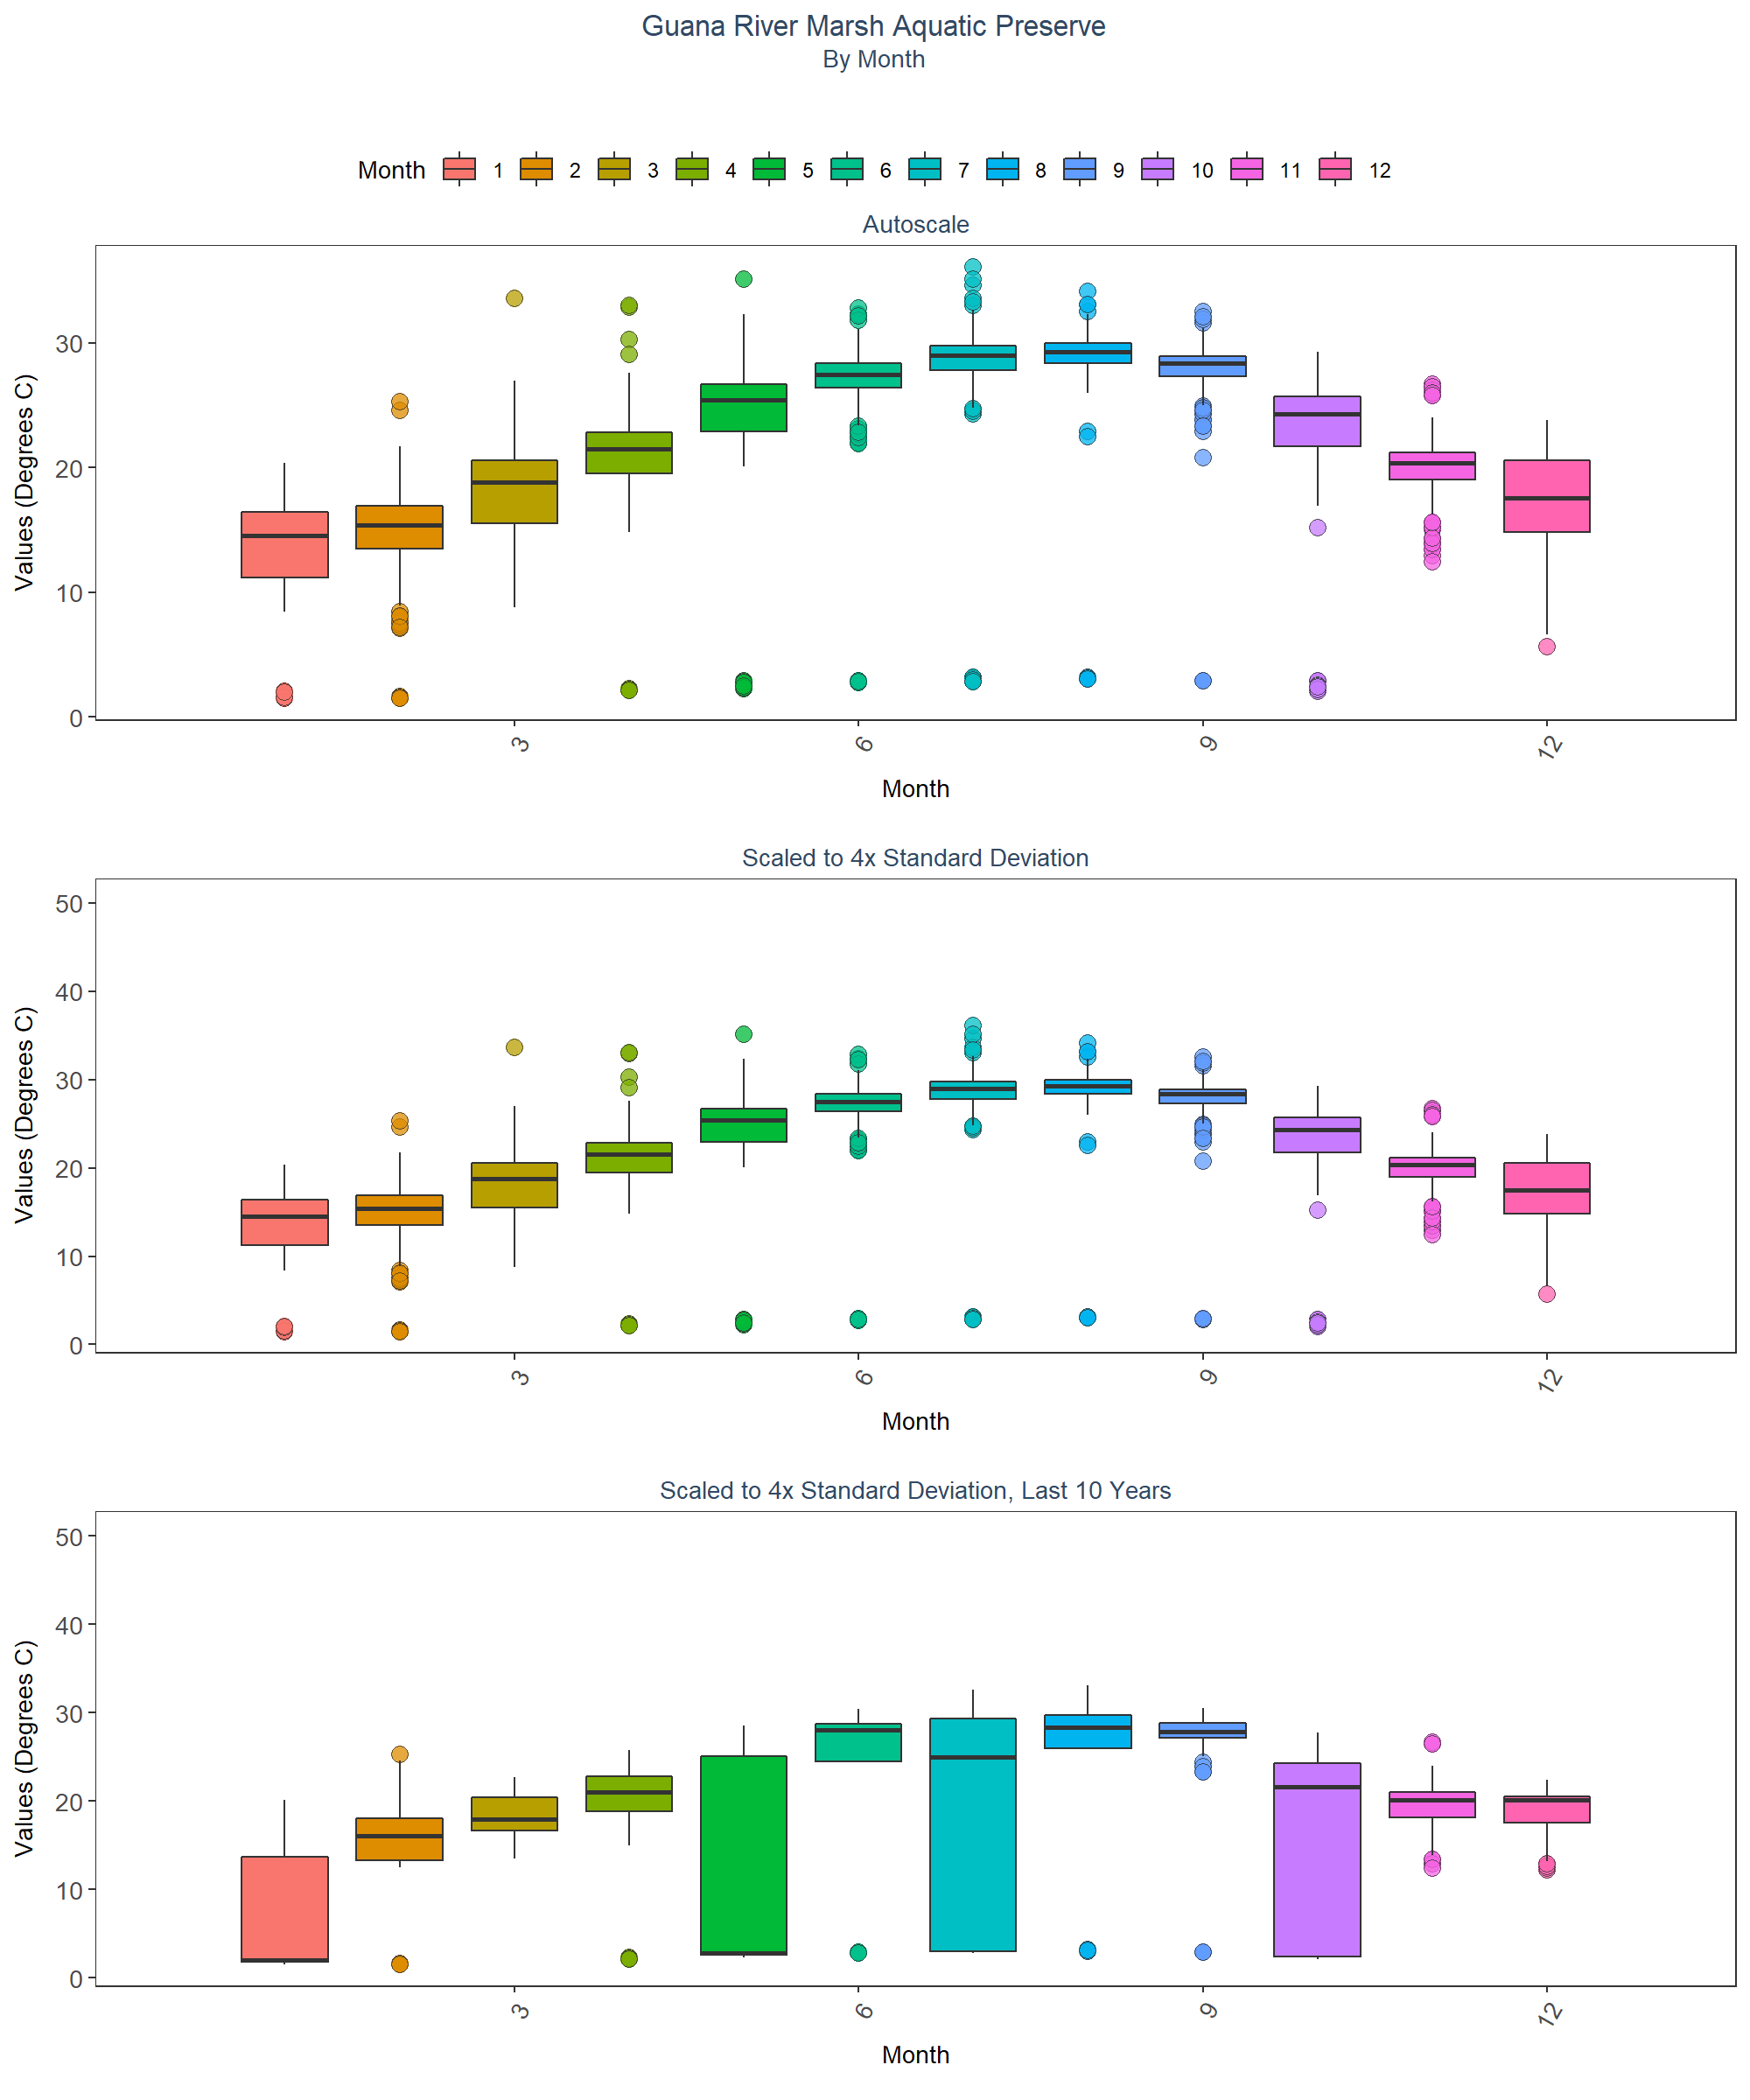 Guana River Marsh Aquatic Preserve
By Month
Month 1 2 3 4 5 6 7 8 9 10 11 12
Autoscale
Values (Degrees C)
30
20
10
0
3 6 9 12
Month
Scaled to 4x Standard Deviation
Values (Degrees C)
50
40
30
20
10
0
3 6 9 12
Month
Scaled to 4x Standard Deviation, Last 10 Years
Values (Degrees C)
50
40
30
20
10
0
3 6 9 12
Month